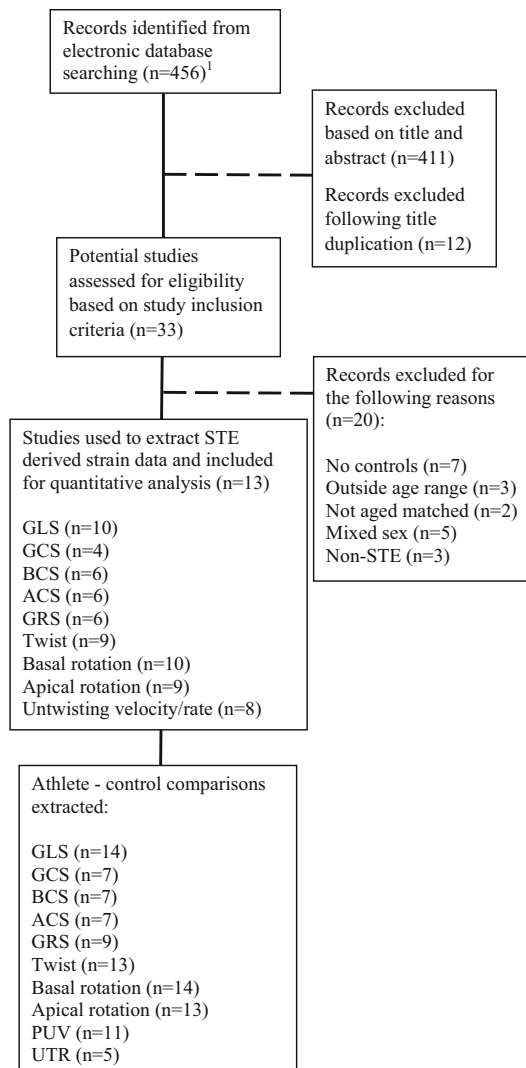 Records identified from
electronic database
searching (n=456)1
Records excluded
based on title and
abstract (n=411)
Records excluded
following title
duplication (n=12)
Potential studies
assessed for eligibility
based on study inclusion
criteria (n=33)
Records excluded for
the following reasons
(n=20):
No controls (n=7)
Outside age range (n=3)
Not aged matched (n=2)
Mixed sex (n=5)
Non-STE (n=3)
Studies used to extract STE
derived strain data and included
for quantitative analysis (n=13)
GLS (n=10)
GCS (n=4)
BCS (n=6)
ACS (n=6)
GRS (n=6)
Twist (n=9)
Basal rotation (n=10)
Apical rotation (n=9)
Untwisting velocity/rate (n=8)
Athlete - control comparisons
extracted:
GLS (n=14)
GCS (n=7)
BCS (n=7)
ACS (n=7)
GRS (n=9)
Twist (n=13)
Basal rotation (n=14)
Apical rotation (n=13)
PUV (n=11)
UTR (n=5)